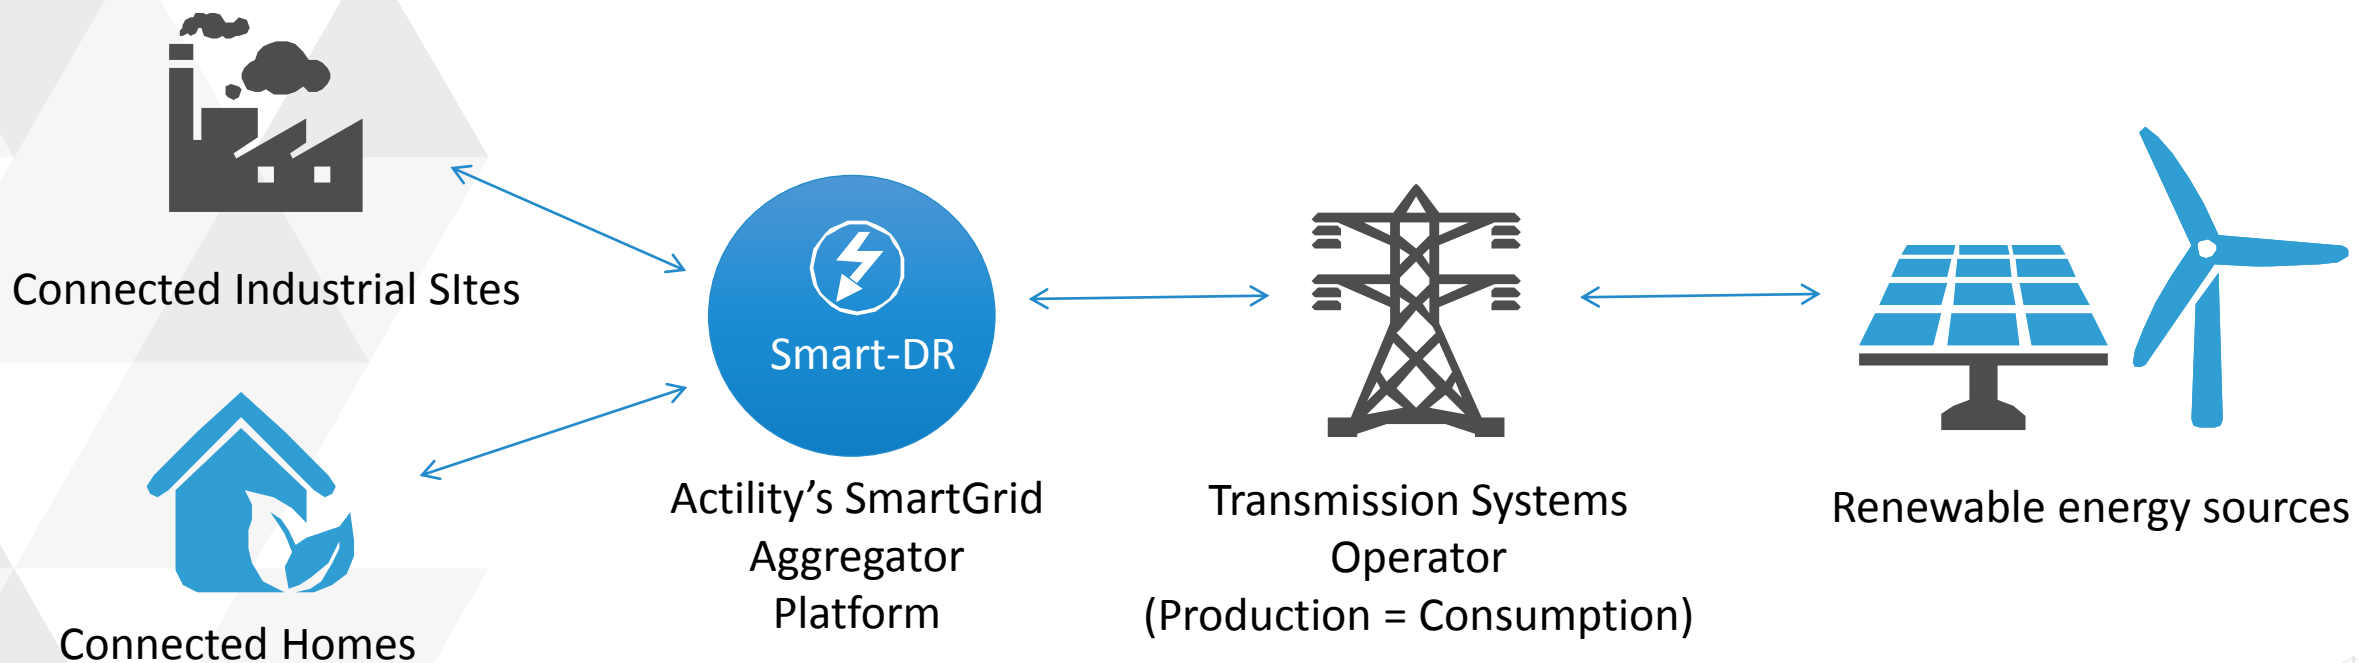 Connected Industrial SItes
Connected Homes
Smart-DR
Actility’s SmartGrid
Aggregator
Platform
Transmission Systems
Operator
(Production = Consumption)
Renewable energy sources